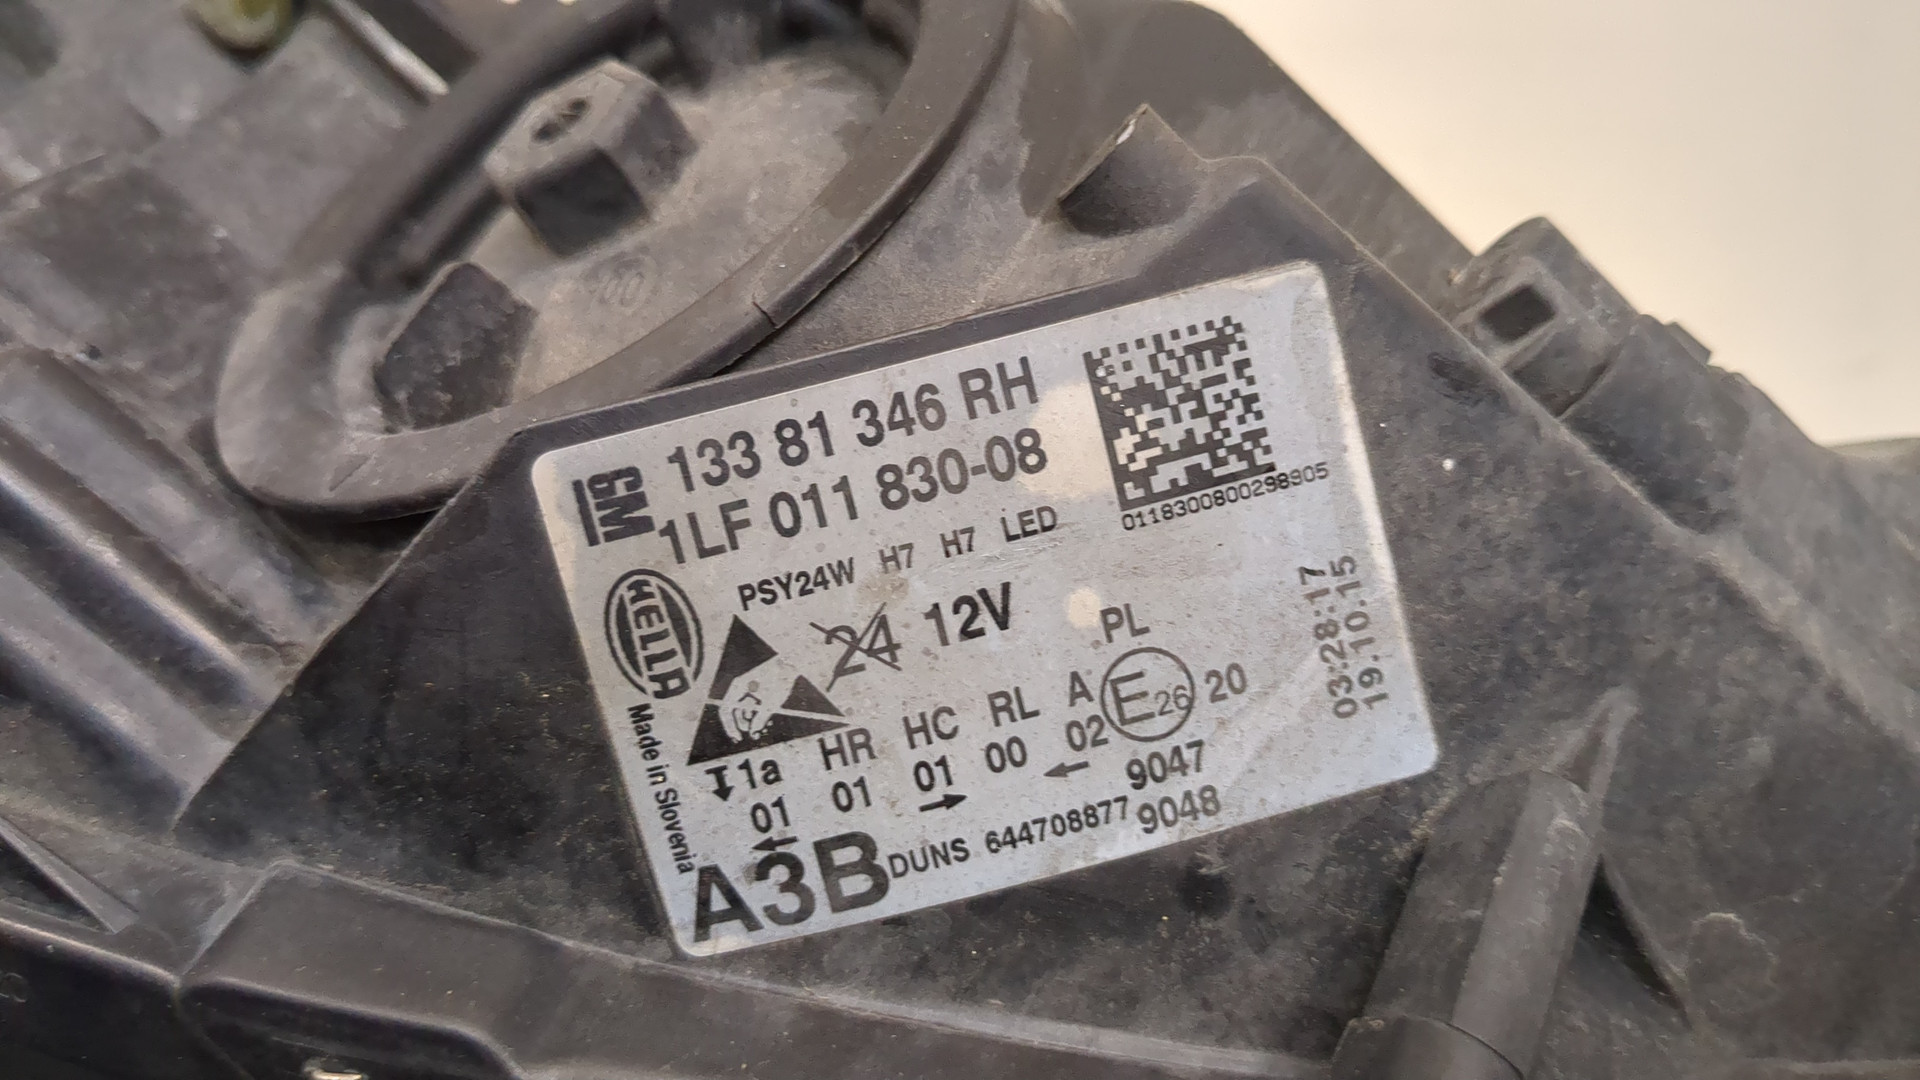 GM
133 81 346 RH
1LF 011 830-08
0118300800298905
PSY24W H7 H7 LED
HELLA
24 12V
Made in Slovenia
PL
1a HR HC RL A E26 20
01 01 01 00 02
9047
9048
A3B DUNS 644708877
03:28:17
19.10.15